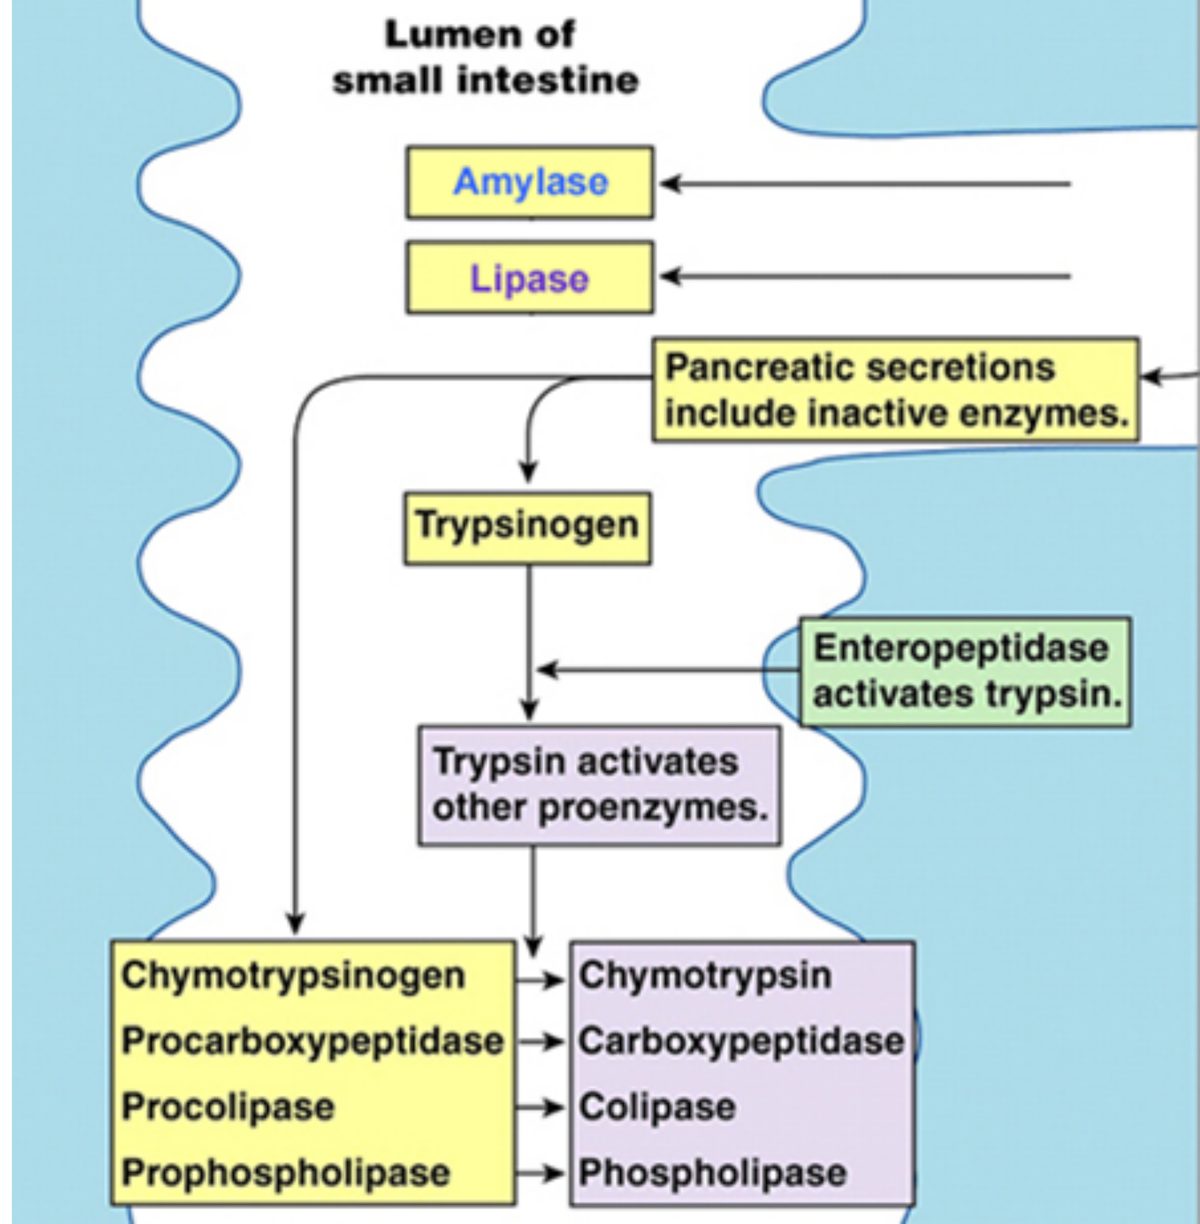 Lumen of
small intestine
Amylase
Lipase
Pancreatic secretions
include inactive enzymes.
Trypsinogen
Enteropeptidase
activates trypsin.
Trypsin activates
other proenzymes.
Chymotrypsinogen
Procarboxypeptidase
Procolipase
Prophospholipase
Chymotrypsin
Carboxypeptidase
Colipase
Phospholipase